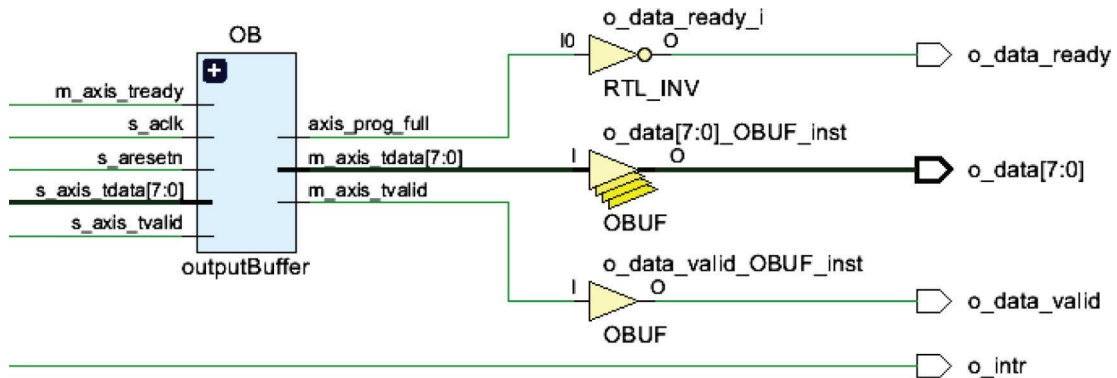 o_data_ready_i
OB
I0
O
o_data_ready
RTL_INV
m_axis_tready
s_aclk
axis_prog_full
o_data[7:0]_OBUF_inst
s_aresetn
m_axis_tdata[7:0]
I
O
o_data[7:0]
s_axis_tdata[7:0]
m_axis_tvalid
s_axis_tvalid
OBUF
outputBuffer
o_data_valid_OBUF_inst
I
O
o_data_valid
OBUF
o_intr